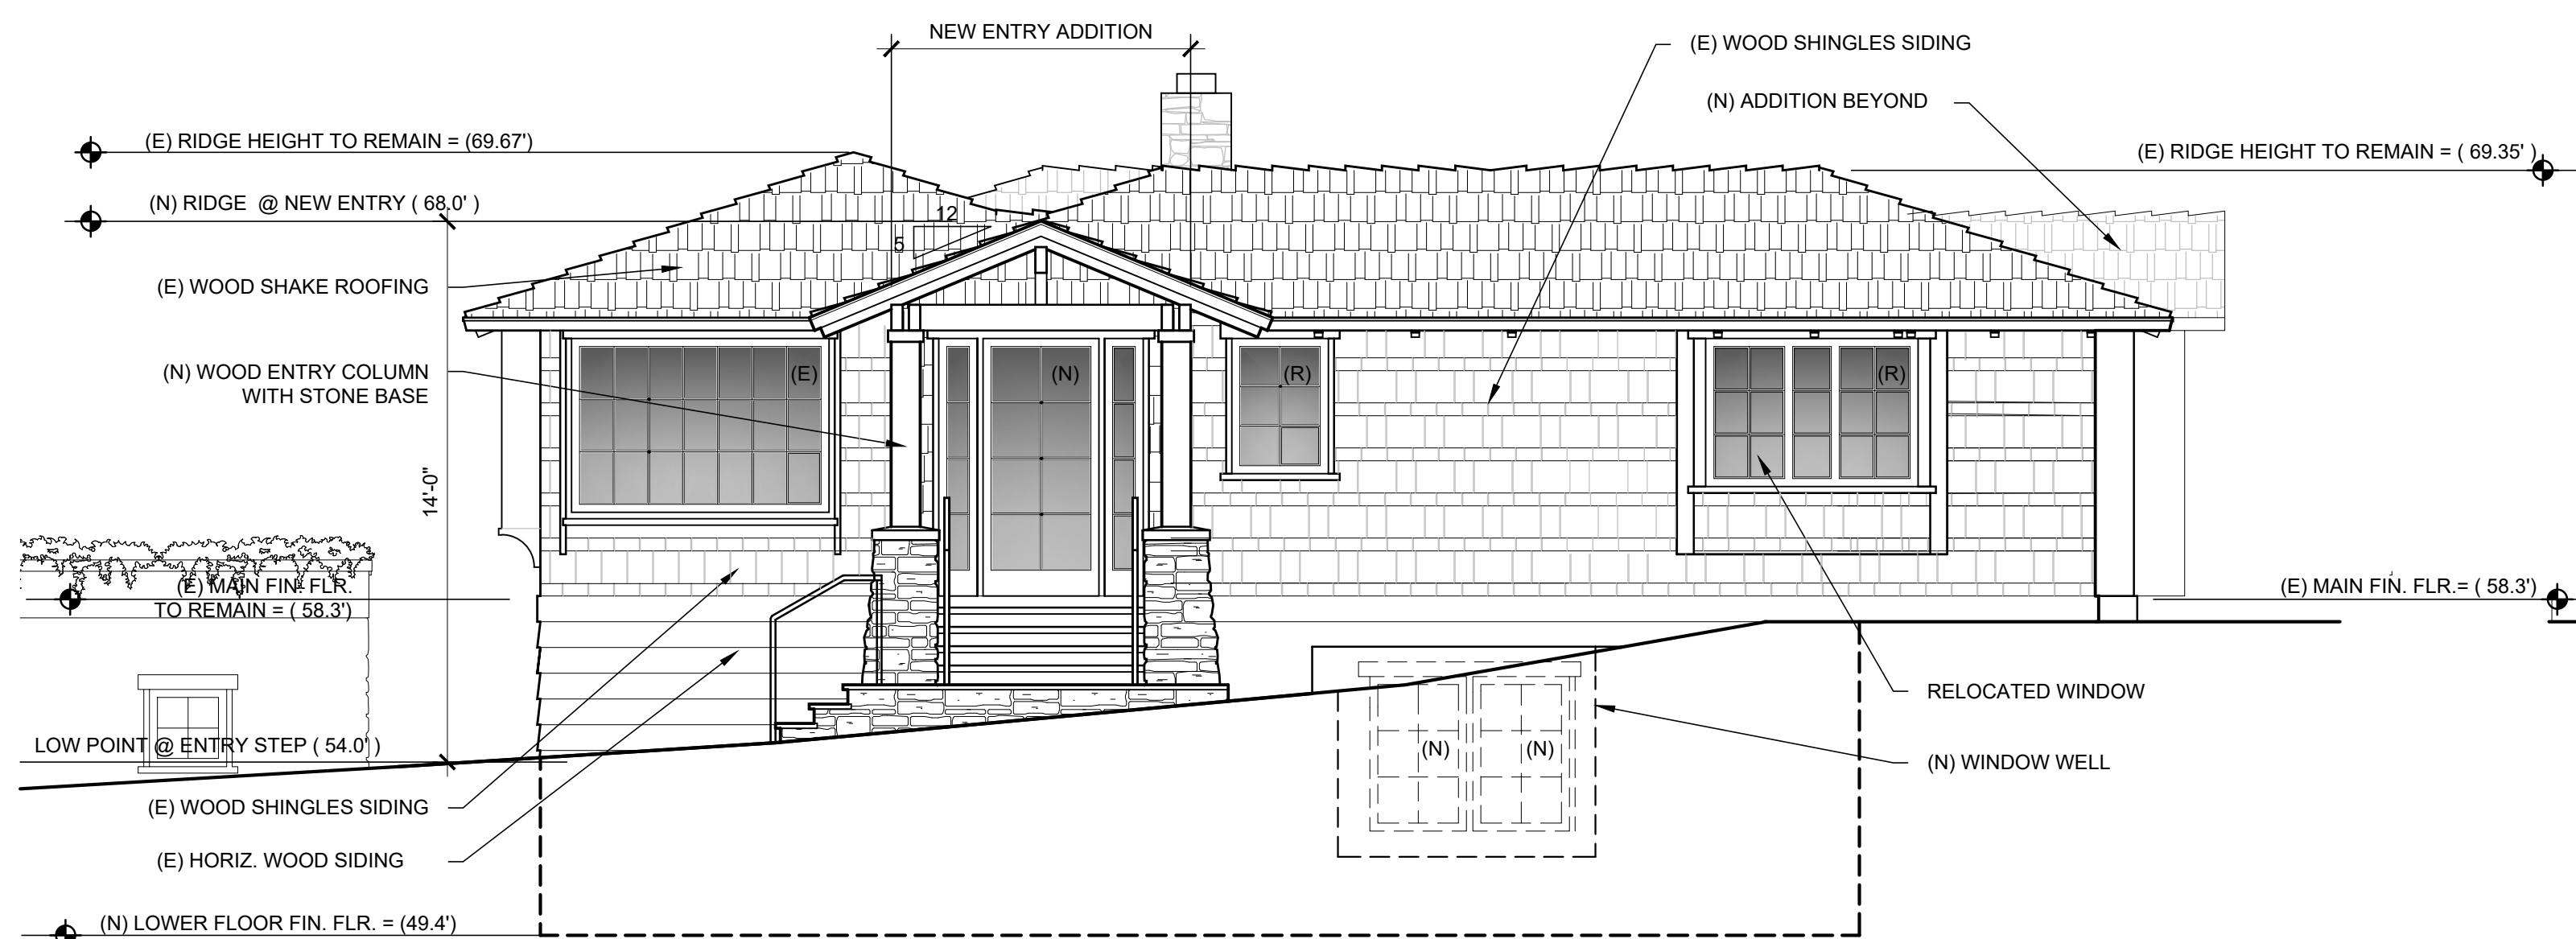 NEW ENTRY ADDITION
(E) WOOD SHINGLES SIDING
(N) ADDITION BEYOND
(E) RIDGE HEIGHT TO REMAIN = (69.67')
(E) RIDGE HEIGHT TO REMAIN = ( 69.35' )
(N) RIDGE @ NEW ENTRY ( 68.0' )
12
5
(E) WOOD SHAKE ROOFING
(N) WOOD ENTRY COLUMN
WITH STONE BASE
(E)
(N)
(R)
(R)
14'-0"
(E) MAIN FIN. FLR.
TO REMAIN = ( 58.3')
(E) MAIN FIN. FLR.= ( 58.3')
RELOCATED WINDOW
LOW POINT @ ENTRY STEP ( 54.0' )
(N)
(N)
(N) WINDOW WELL
(E) WOOD SHINGLES SIDING
(E) HORIZ. WOOD SIDING
(N) LOWER FLOOR FIN. FLR. = (49.4')